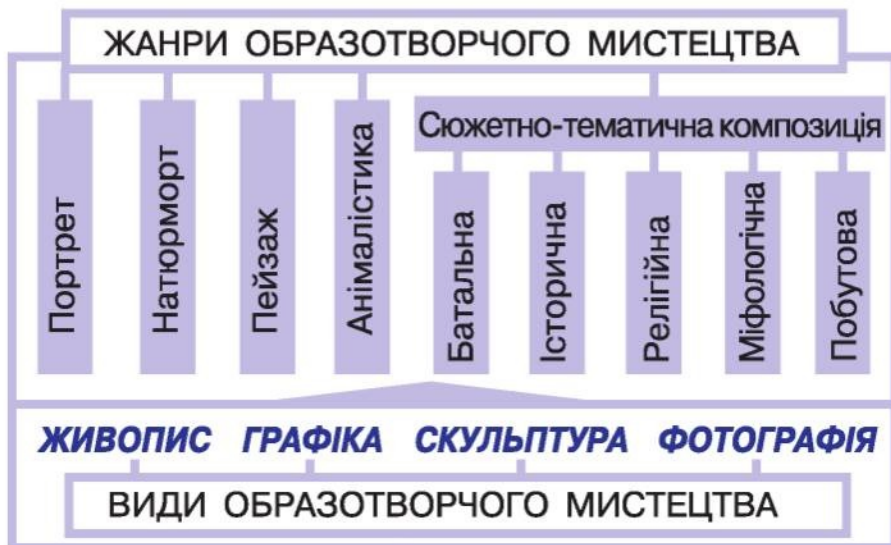 ЖАНРИ ОБРАЗОТВОРЧОГО МИСТЕЦТВА
Портрет
Натюрморт
Пейзаж
Анімалістика
Сюжетно-тематична композиція
Батальна
Історична
Релігійна
Міфологічна
Побутова
ЖИВОПИС ГРАФІКА СКУЛЬПТУРА ФОТОГРАФІЯ
ВИДИ ОБРАЗОТВОРЧОГО МИСТЕЦТВА